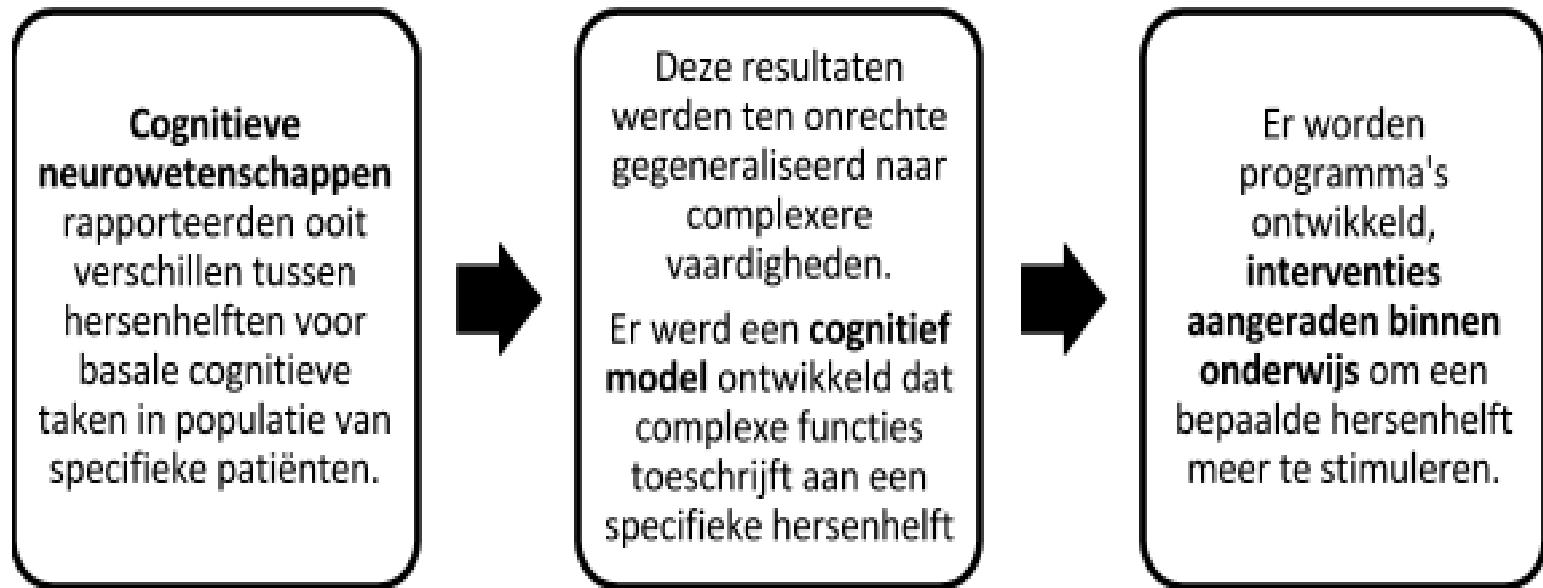 Cognitieve
neurowetenschappen
rapporteerden ooit
verschillen tussen
hersenhelften voor
basale cognitieve
taken in populatie van
specifieke patiënten.
Deze resultaten
werden ten onrechte
gegeneraliseerd naar
complexere
vaardigheden.
Er werd een cognitief
model ontwikkeld dat
complexe functies
toeschrijft aan een
specifieke hersenhelft
Er worden
programma's
ontwikkeld,
interventies
aangeraden binnen
onderwijs om een
bepaalde hersenhelft
meer te stimuleren.